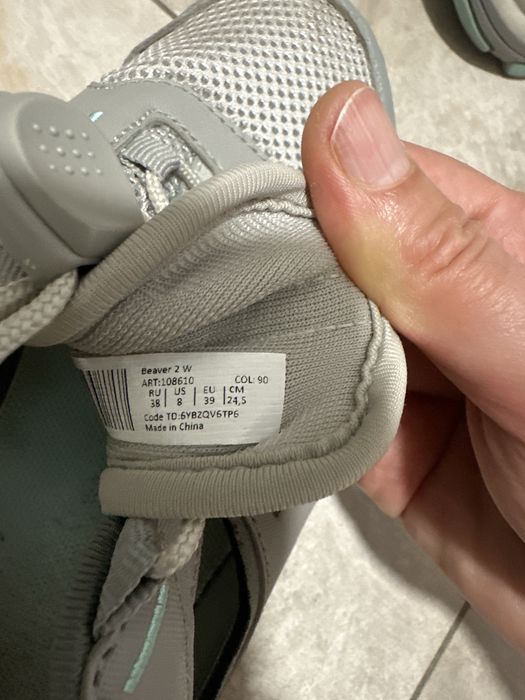 Beaver 2 W
ART:108610 COL: 90
RU US EU CM
38 8 39 24,5
Code TD:6YBZQV6TP6
Made in China